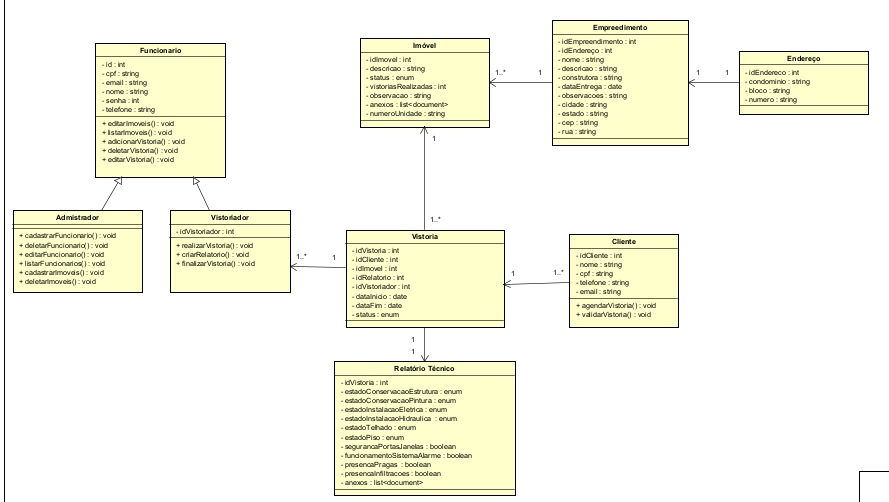 Funcionario
- id : int
- cpf : string
- email : string
- nome : string
- senha : int
- telefone : string
+ editarImoveis() : void
+ listarImoveis() : void
+ adicionarVistoria() : void
+ deletarVistoria() : void
+ editarVistoria() : void
Imóvel
- idImovel : int
- descricao : string
- status : enum
- vistoriasRealizadas : int
- observacao : string
- anexos : list<document>
- numeroUnidade : string
1..*
1
Empreedimento
- idEmpreendimento : int
- idEndereço : int
- nome : string
- descricao : string
- construtora : string
- dataEntrega : date
- observacoes : string
- cidade : string
- estado : string
- cep : string
- rua : string
1
1
Endereço
- idEndereco : int
- condominio : string
- bloco : string
- numero : string
1
1..*
Admistrador
+ cadastrarFuncionario() : void
+ deletarFuncionario() : void
+ editarFuncionario() : void
+ listarFuncionarios() : void
+ cadastrarImoveis() : void
+ deletarImoveis() : void
Vistoriador
- idVistoriador : int
+ realizarVistoria() : void
+ criarRelatorio() : void
+ finalizarVistoria() : void
1..*
1
Vistoria
- idVistoria : int
- idCliente : int
- idImovel : int
- idRelatorio : int
- idVistoriador : int
- dataInicio : date
- dataFim : date
- status : enum
1
1..*
Cliente
- idCliente : int
- nome : string
- cpf : string
- telefone : string
- email : string
+ agendarVistoria() : void
+ validarVistoria() : void
1
1
Relatório Técnico
- idVistoria : int
- estadoConservacaoEstrutura : enum
- estadoConservacaoPintura : enum
- estadoInstalacaoEletrica : enum
- estadoInstalacaoHidraulica : enum
- estadoTelhado : enum
- estadoPiso : enum
- segurancaPortasJanelas : boolean
- funcionamentoSistemaAlarme : boolean
- presencaPragas : boolean
- presencaInfiltracoes : boolean
- anexos : list<document>